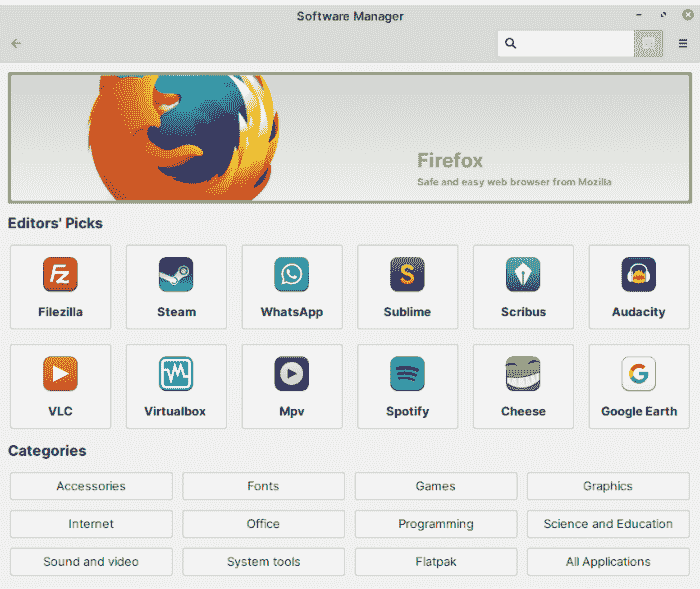 Software Manager
Firefox
Safe and easy web browser from Mozilla
Editors' Picks
Filezilla
Steam
WhatsApp
Sublime
Scribus
Audacity
VLC
Virtualbox
Mpv
Spotify
Cheese
Google Earth
Categories
Accessories
Fonts
Games
Graphics
Internet
Office
Programming
Science and Education
Sound and video
System tools
Flatpak
All Applications